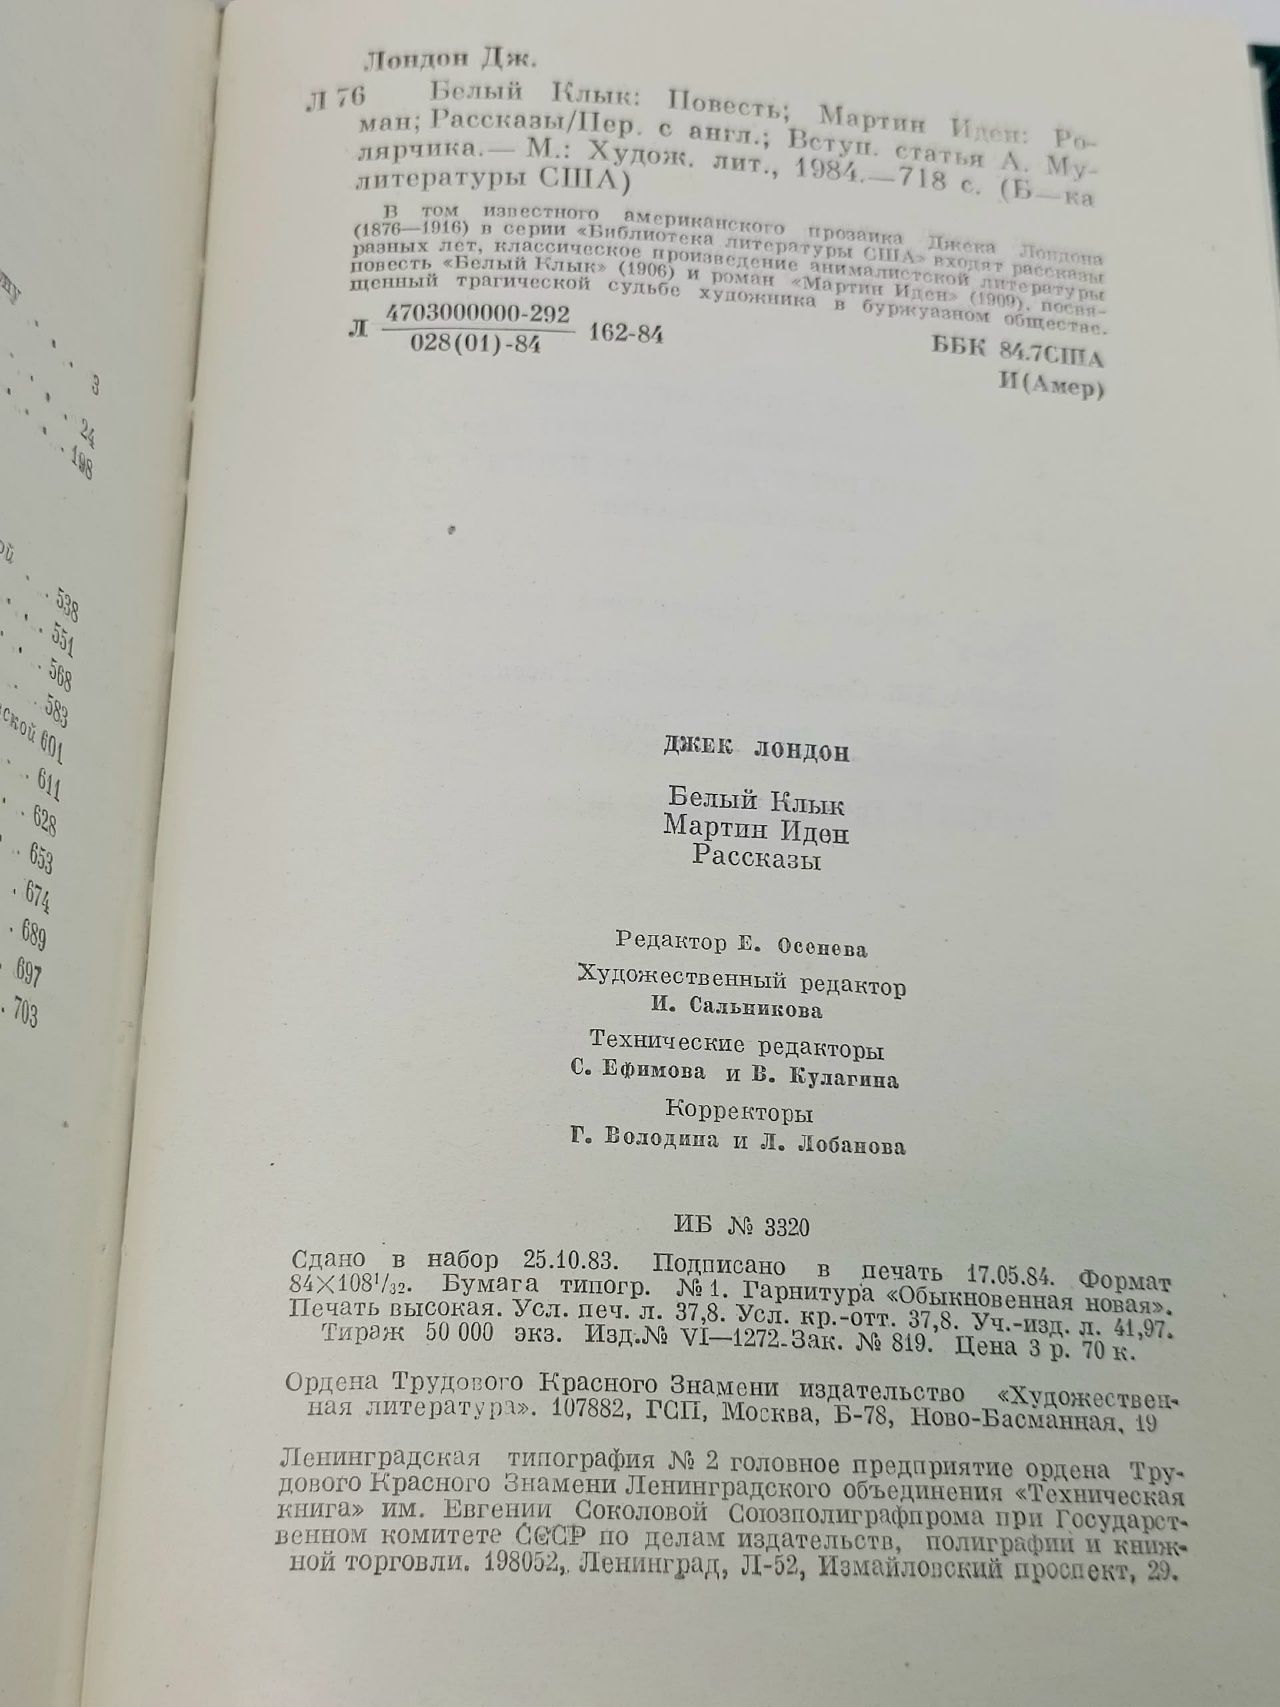 ну
3
24
198
ой
538
551
568
583
ской 601
611
628
653
674
689
697
703
Лондон Дж.
Л 76 Белый Клык: Повесть; Мартин Иден: Ро-
ман; Рассказы/Пер. с англ.; Вступ. статья А. Му-
лярчика.— М.: Худож. лит., 1984.—718 с. (Б—ка
литературы США)
В том известного американского прозаика Джека Лондона
(1876—1916) в серии «Библиотека литературы США» входят рассказы
разных лет, классическое произведение анималистской литературы
повесть «Белый Клык» (1906) и роман «Мартин Иден» (1909), посвя-
щенный трагической судьбе художника в буржуазном обществе.
Л 4703000000-292 162-84
028(01)-84
ББК 84.7США
И(Амер)
ДЖЕК ЛОНДОН
Белый Клык
Мартин Иден
Рассказы
Редактор Е. Осенева
Художественный редактор
И. Сальникова
Технические редакторы
С. Ефимова и В. Кулагина
Корректоры
Г. Володина и Л. Лобанова
ИБ № 3320
Сдано в набор 25.10.83. Подписано в печать 17.05.84. Формат
84×108¹/₃₂. Бумага типогр. №1. Гарнитура «Обыкновенная новая».
Печать высокая. Усл. печ. л. 37,8. Усл. кр.-отт. 37,8. Уч.-изд. л. 41,97.
Тираж 50 000 экз. Изд.№ VI—1272. Зак. № 819. Цена 3 р. 70 к.
Ордена Трудового Красного Знамени издательство «Художествен-
ная литература». 107882, ГСП, Москва, Б-78, Ново-Басманная, 19
Ленинградская типография № 2 головное предприятие ордена Тру-
дового Красного Знамени Ленинградского объединения «Техническая
книга» им. Евгении Соколовой Союзполиграфпрома при Государст-
венном комитете СССР по делам издательств, полиграфии и книж-
ной торговли. 198052, Ленинград, Л-52, Измайловский проспект, 29.